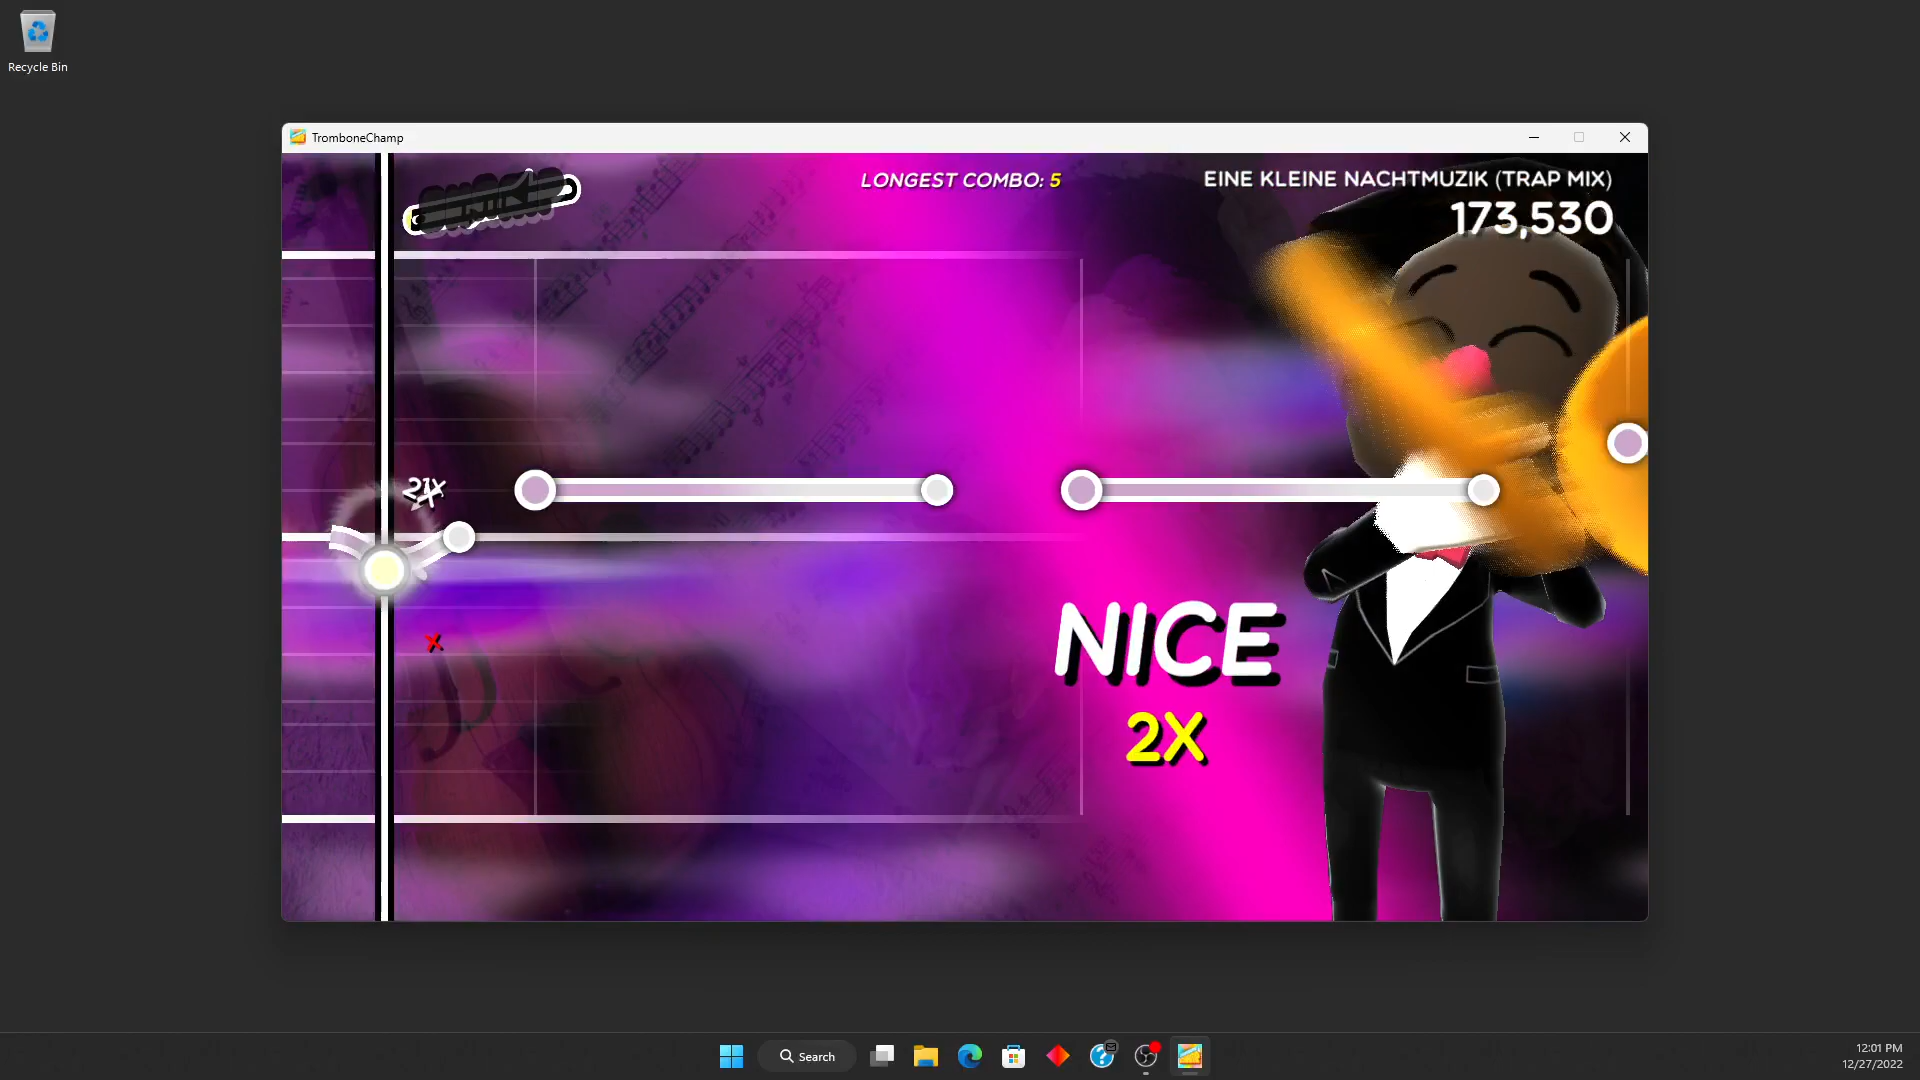 Recycle Bin
TromboneChamp
LONGEST COMBO: 5
EINE KLEINE NACHTMUZIK (TRAP MIX)
173,530
X
NICE
2X
Search
12:01 PM
12/27/2022